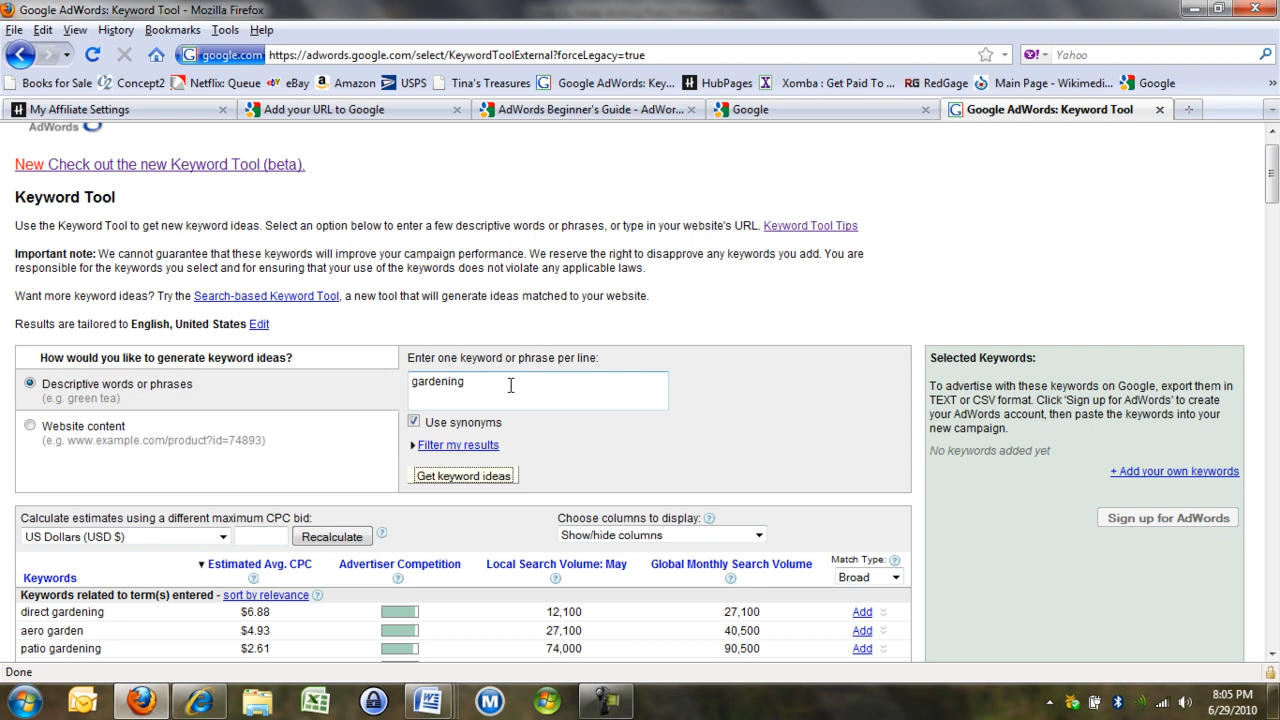 Google AdWords: Keyword Tool - Mozilla Firefox
File Edit View History Bookmarks Tools Help
google.com https://adwords.google.com/select/KeywordToolExternal?forceLegacy=true Yahoo
Books for Sale Concept2 Netflix: Queue eBay Amazon USPS Tina's Treasures Google AdWords: Key... HubPages Xomba : Get Paid To ... RedGage Main Page - Wikimedi... Google »
My Affiliate Settings Add your URL to Google AdWords Beginner's Guide - AdWor... Google Google AdWords: Keyword Tool
AdWords
New Check out the new Keyword Tool (beta).
Keyword Tool
Use the Keyword Tool to get new keyword ideas. Select an option below to enter a few descriptive words or phrases, or type in your website's URL. Keyword Tool Tips
Important note: We cannot guarantee that these keywords will improve your campaign performance. We reserve the right to disapprove any keywords you add. You are
responsible for the keywords you select and for ensuring that your use of the keywords does not violate any applicable laws.
Want more keyword ideas? Try the Search-based Keyword Tool, a new tool that will generate ideas matched to your website.
Results are tailored to English, United States Edit
How would you like to generate keyword ideas?
Descriptive words or phrases
(e.g. green tea)
Website content
(e.g. www.example.com/product?id=74893)
Enter one keyword or phrase per line:
gardening
Use synonyms
Filter my results
Get keyword ideas
Selected Keywords:
To advertise with these keywords on Google, export them in
TEXT or CSV format. Click 'Sign up for AdWords' to create
your AdWords account, then paste the keywords into your
new campaign.
No keywords added yet
+ Add your own keywords
Sign up for AdWords
Calculate estimates using a different maximum CPC bid:
US Dollars (USD $) Recalculate ?
Choose columns to display: ?
Show/hide columns
Keywords Estimated Avg. CPC ? Advertiser Competition ? Local Search Volume: May ? Global Monthly Search Volume ? Match Type: ?
Broad
Keywords related to term(s) entered - sort by relevance ?
direct gardening $6.88 12,100 27,100 Add
aero garden $4.93 27,100 40,500 Add
patio gardening $2.61 74,000 90,500 Add
Done
8:05 PM
6/29/2010